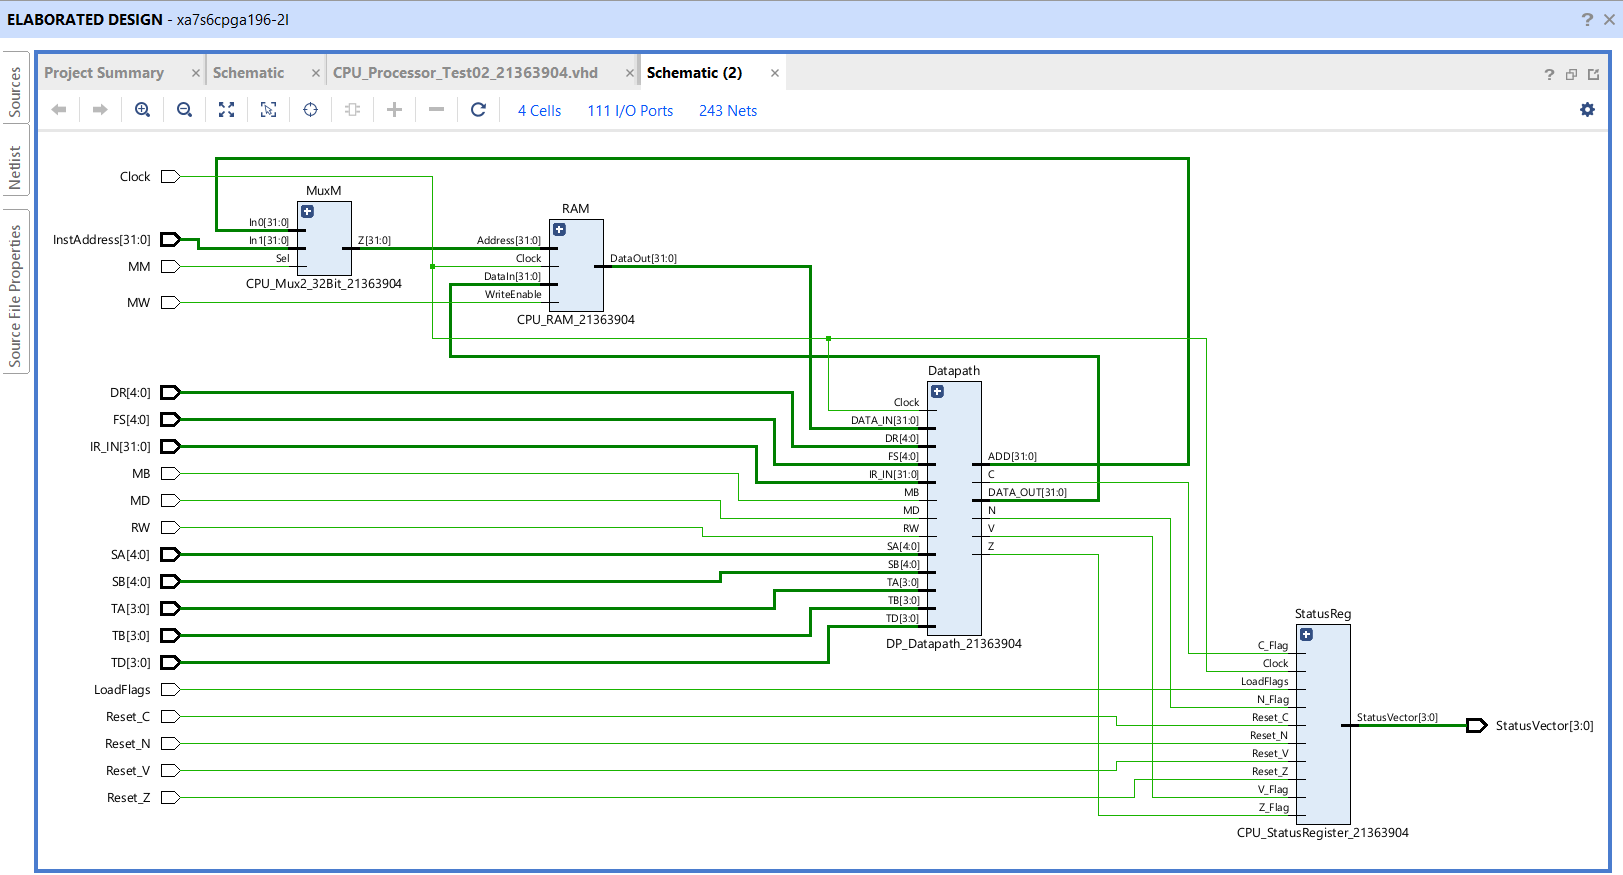 ELABORATED DESIGN - xa7s6cpga196-2I
Sources
Netlist
Source File Properties
Project Summary
Schematic
CPU_Processor_Test02_21363904.vhd
Schematic (2)
4 Cells
111 I/O Ports
243 Nets
Clock
InstAddress[31:0]
MM
MW
DR[4:0]
FS[4:0]
IR_IN[31:0]
MB
MD
RW
SA[4:0]
SB[4:0]
TA[3:0]
TB[3:0]
TD[3:0]
LoadFlags
Reset_C
Reset_N
Reset_V
Reset_Z
MuxM
In0[31:0]
In1[31:0]
Sel
Z[31:0]
CPU_Mux2_32Bit_21363904
RAM
Address[31:0]
Clock
DataIn[31:0]
WriteEnable
DataOut[31:0]
CPU_RAM_21363904
Datapath
Clock
DATA_IN[31:0]
DR[4:0]
FS[4:0]
IR_IN[31:0]
MB
MD
RW
SA[4:0]
SB[4:0]
TA[3:0]
TB[3:0]
TD[3:0]
ADD[31:0]
C
DATA_OUT[31:0]
N
V
Z
DP_Datapath_21363904
StatusReg
C_Flag
Clock
LoadFlags
N_Flag
Reset_C
Reset_N
Reset_V
Reset_Z
V_Flag
Z_Flag
StatusVector[3:0]
CPU_StatusRegister_21363904
StatusVector[3:0]